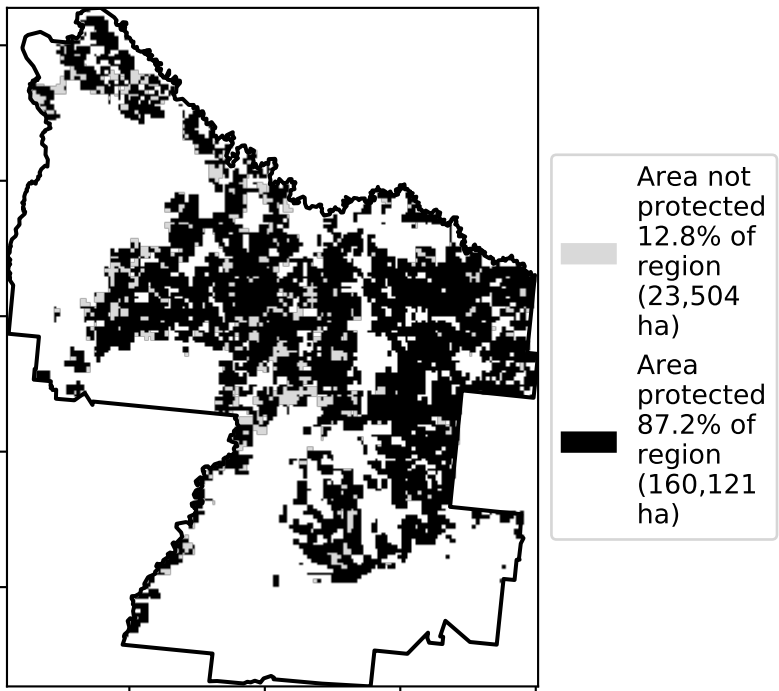 Area not
protected
12.8% of
region
(23,504
ha)
Area
protected
87.2% of
region
(160,121
ha)